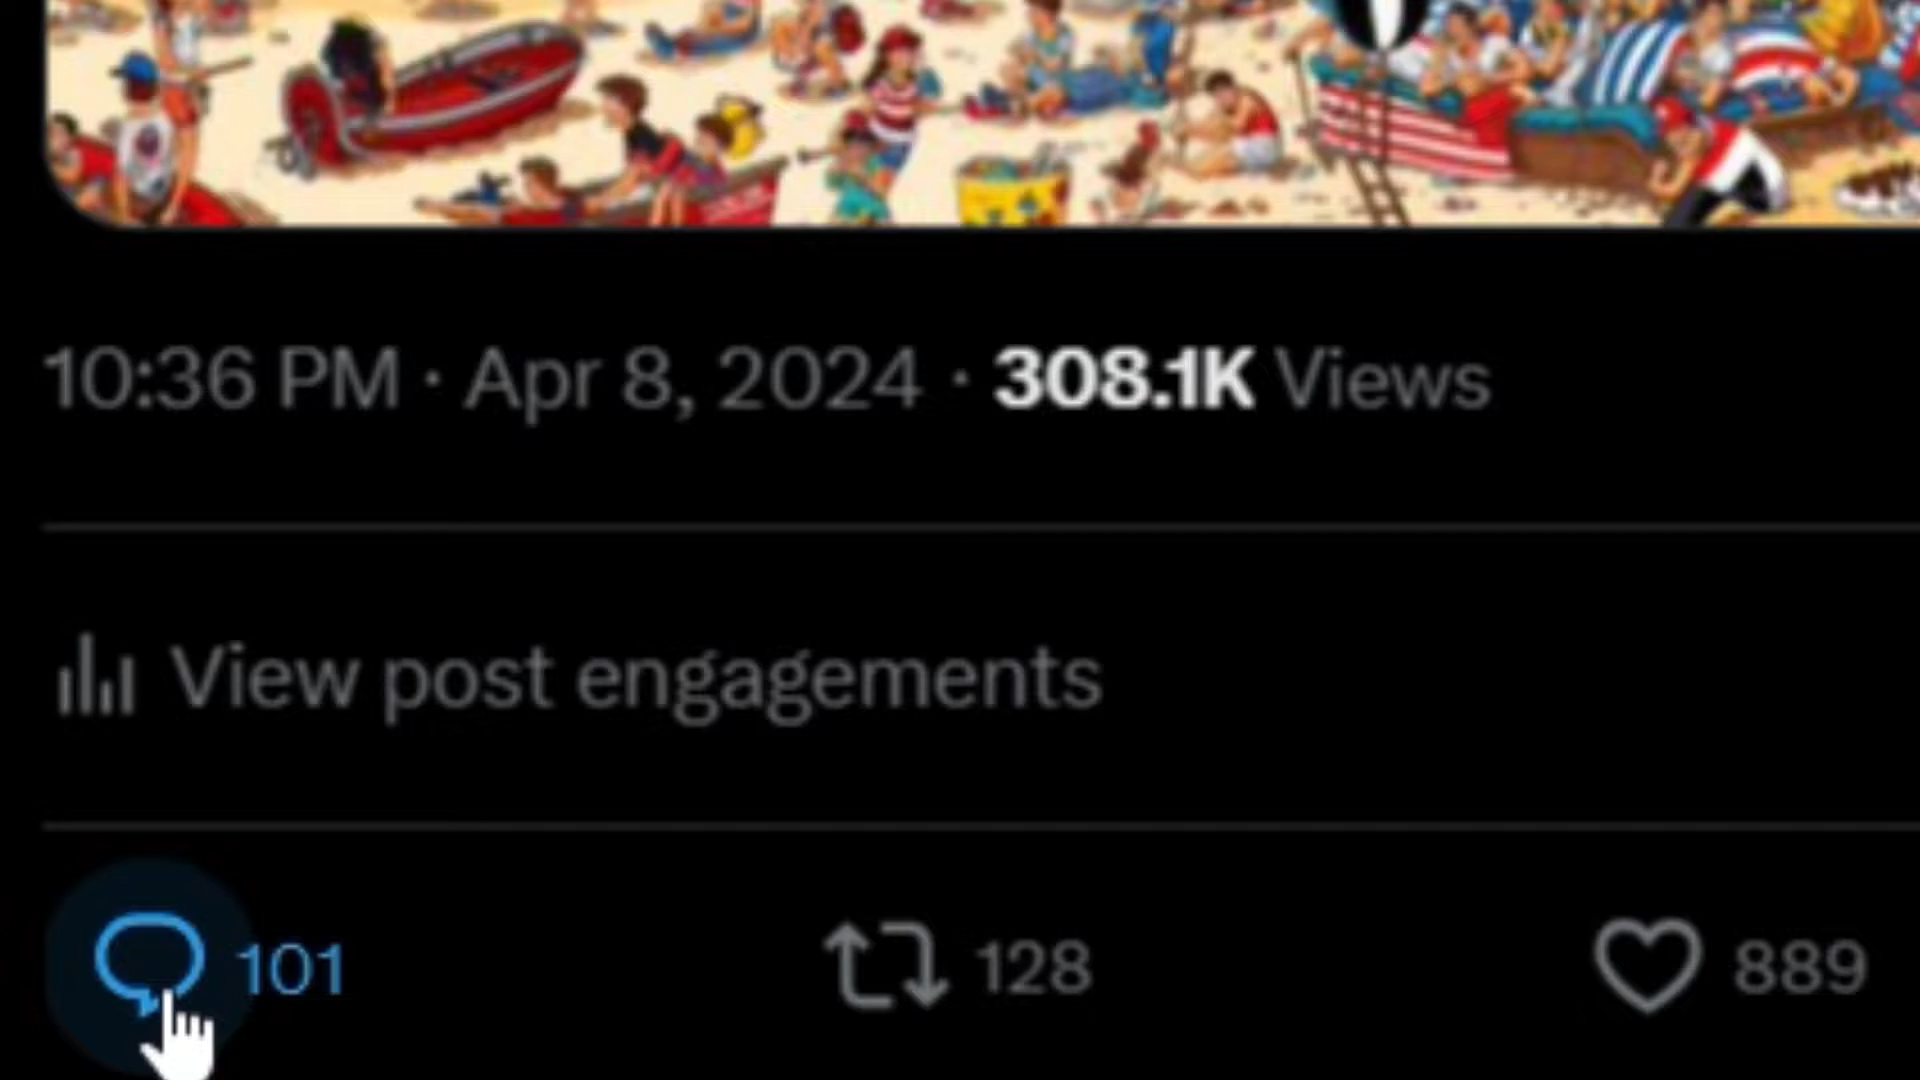 10:36 PM · Apr 8, 2024 · 308.1K Views
View post engagements
101 128 889